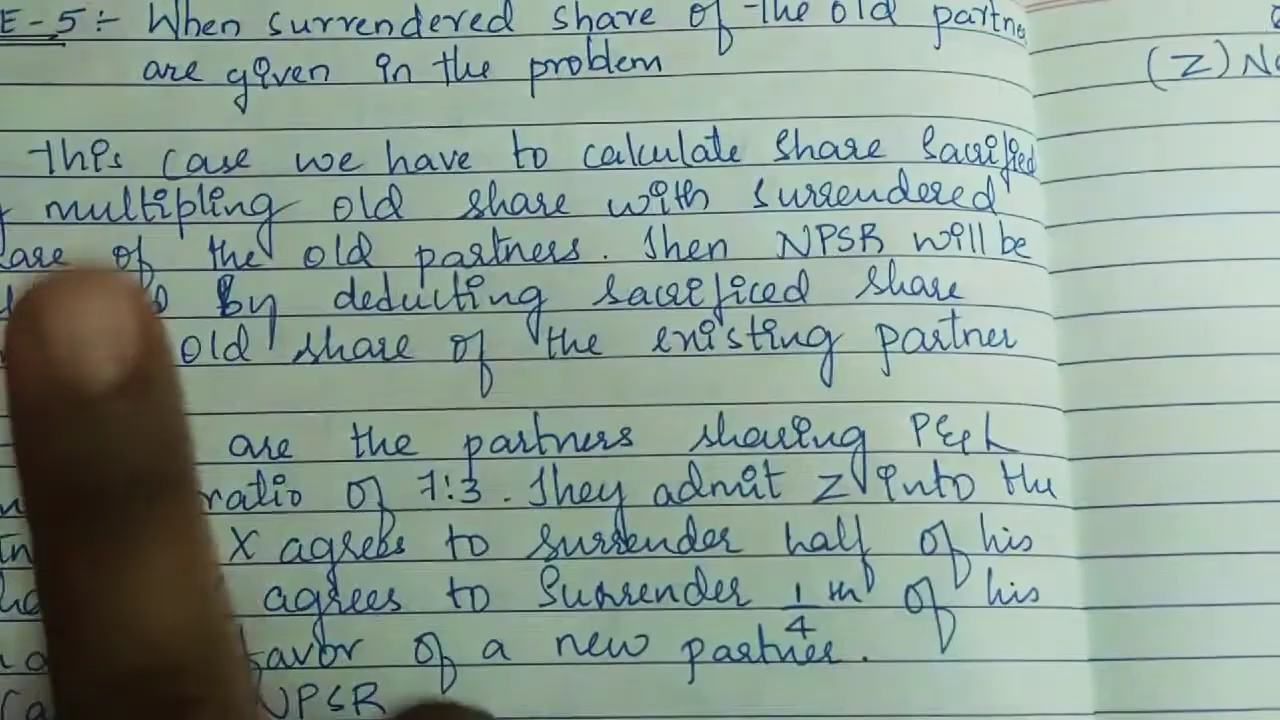 E-5:- When surrendered share of the old partne
are given in the problem
(Z) N
this case we have to calculate share Sacrified
multipling old share with surrendered
of the old partners. Then NPSR will be
By deducting sacrificed share
old share of the existing partner
are the partners sharing P&L
ratio of 7:3. They admit Z into the
X agrees to surrender half of his
agrees to Surrender 1/4 th of his
favor of a new partner.
NPSR